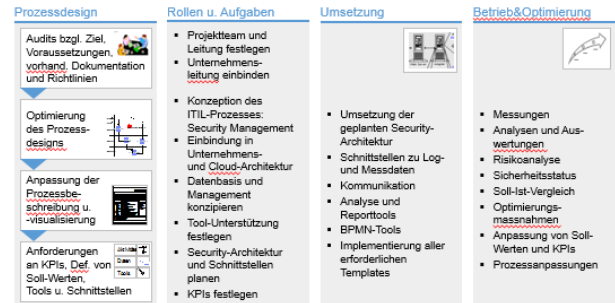 Prozessdesign
Audits bzgl. Ziel,
Voraussetzungen,
vorhand. Dokumentation
und Richtlinien
Optimierung
des Prozess-
designs
Anpassung der
Prozessbe-
schreibung u.
-visualisierung
Anforderungen
an KPIs, Def. von
Soll-Werten,
Tools u. Schnittstellen
Daten
Tools
Rollen u. Aufgaben
▪ Projektteam und
Leitung festlegen
▪ Unternehmens-
leitung einbinden
▪ Konzeption des
ITIL-Prozesses:
Security Management
▪ Einbindung in
Unternehmens-
und Cloud-Architektur
▪ Datenbasis und
Management
konzipieren
▪ Tool-Unterstützung
festlegen
▪ Security-Architektur
und Schnittstellen
planen
▪ KPIs festlegen
Umsetzung
▪ Umsetzung der
geplanten Security-
Architektur
▪ Schnittstellen zu Log-
und Messdaten
▪ Kommunikation
▪ Analyse und
Reporttools
▪ BPMN-Tools
▪ Implementierung aller
erforderlichen
Templates
Betrieb&Optimierung
▪ Messungen
▪ Analysen und Aus-
wertungen
▪ Risikoanalyse
▪ Sicherheitsstatus
▪ Soll-Ist-Vergleich
▪ Optimierungs-
massnahmen
▪ Anpassung von Soll-
Werten und KPIs
▪ Prozessanpassungen